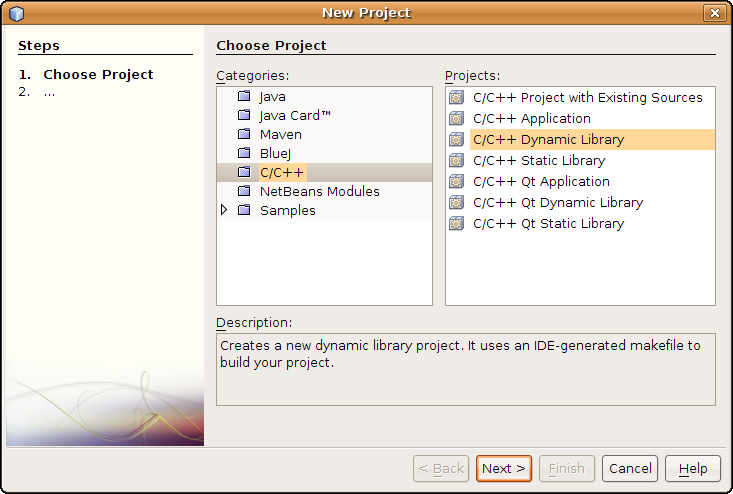 New Project
Steps
1. Choose Project
2. ...
Choose Project
Categories:
Java
Java Card™
Maven
BlueJ
C/C++
NetBeans Modules
Samples
Projects:
C/C++ Project with Existing Sources
C/C++ Application
C/C++ Dynamic Library
C/C++ Static Library
C/C++ Qt Application
C/C++ Qt Dynamic Library
C/C++ Qt Static Library
Description:
Creates a new dynamic library project. It uses an IDE-generated makefile to
build your project.
< Back
Next >
Finish
Cancel
Help